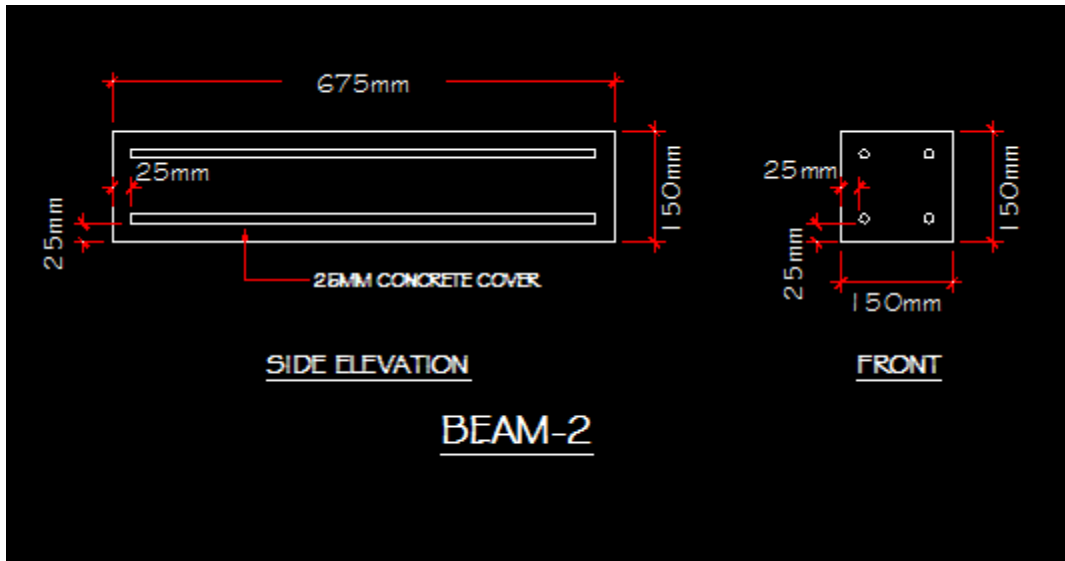 675mm
25mm
150mm
25mm
25MM CONCRETE COVER
SIDE ELEVATION
25mm
150mm
25mm
150mm
FRONT
BEAM-2